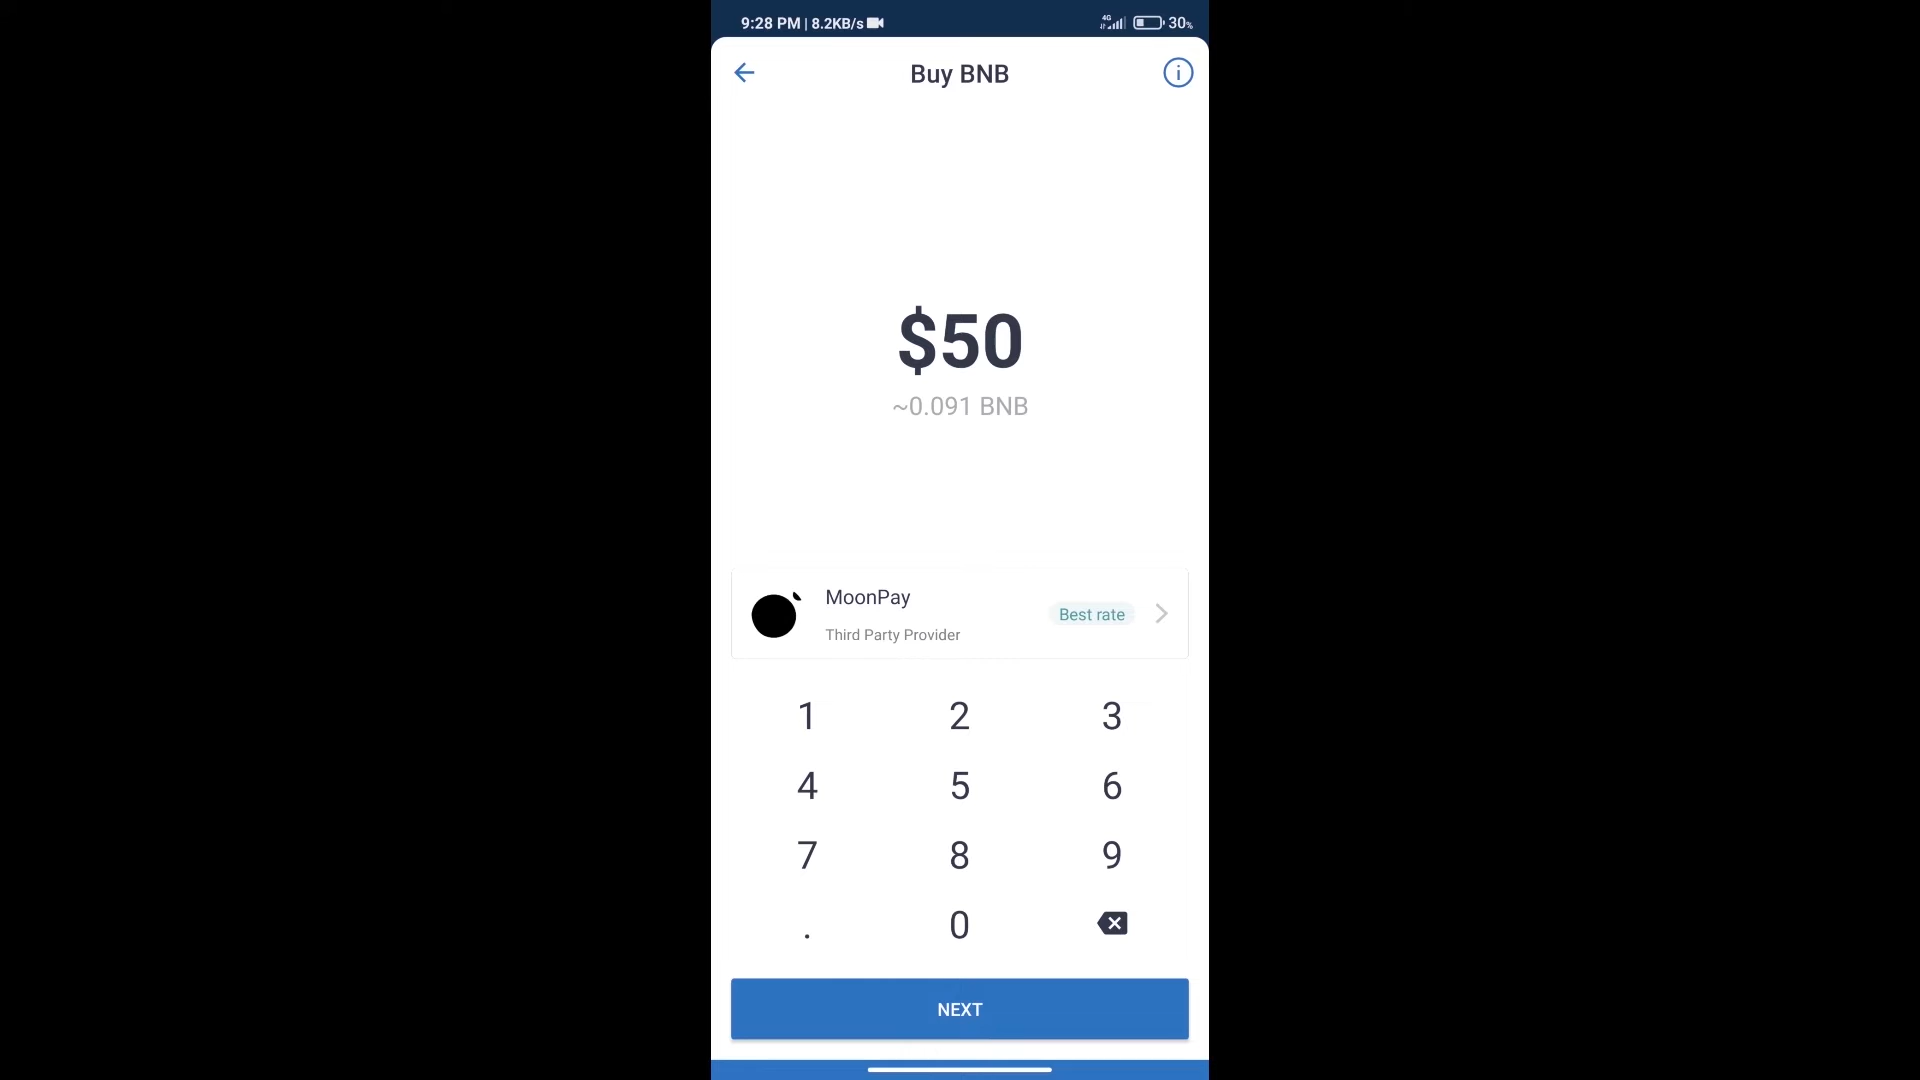 9:28 PM | 8.2KB/s 4G 30%
Buy BNB
$50
~0.091 BNB
MoonPay
Best rate
Third Party Provider
1 2 3
4 5 6
7 8 9
. 0
NEXT